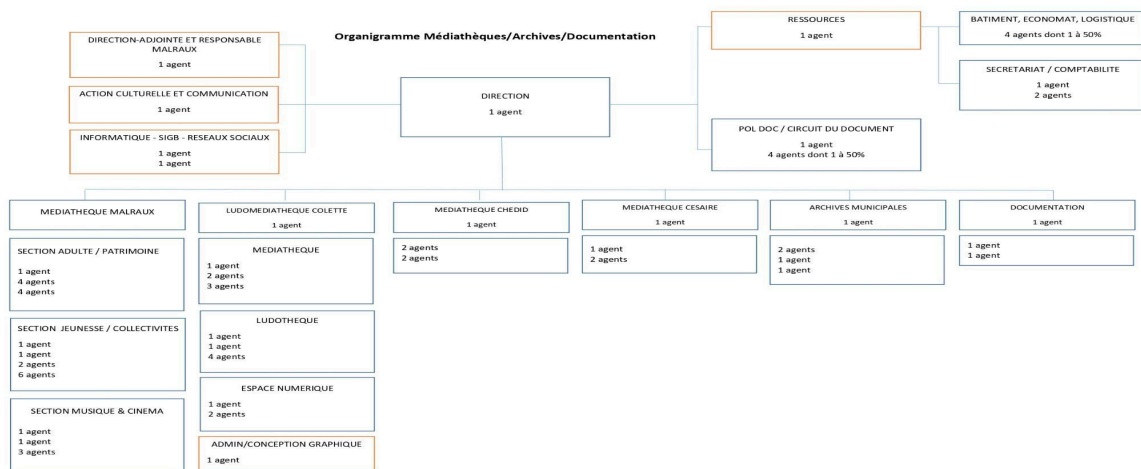 Organigramme Médiathèques/Archives/Documentation
DIRECTION-ADJOINTE ET RESPONSABLE
MALRAUX
1 agent
ACTION CULTURELLE ET COMMUNICATION
1 agent
INFORMATIQUE - SIGB - RESEAUX SOCIAUX
1 agent
1 agent
DIRECTION
1 agent
RESSOURCES
1 agent
BATIMENT, ECONOMAT, LOGISTIQUE
4 agents dont 1 à 50%
SECRETARIAT / COMPTABILITE
1 agent
2 agents
POL DOC / CIRCUIT DU DOCUMENT
1 agent
4 agents dont 1 à 50%
MEDIATHEQUE MALRAUX
SECTION ADULTE / PATRIMOINE
1 agent
4 agents
4 agents
SECTION JEUNESSE / COLLECTIVITES
1 agent
1 agent
2 agents
6 agents
SECTION MUSIQUE & CINEMA
1 agent
1 agent
3 agents
LUDOMEDIATHEQUE COLETTE
1 agent
MEDIATHEQUE
1 agent
2 agents
3 agents
LUDOTHEQUE
1 agent
1 agent
4 agents
ESPACE NUMERIQUE
1 agent
2 agents
ADMIN/CONCEPTION GRAPHIQUE
1 agent
MEDIATHEQUE CHEDID
1 agent
2 agents
2 agents
MEDIATHEQUE CESAIRE
1 agent
1 agent
2 agents
ARCHIVES MUNICIPALES
1 agent
2 agents
1 agent
1 agent
DOCUMENTATION
1 agent
1 agent
1 agent